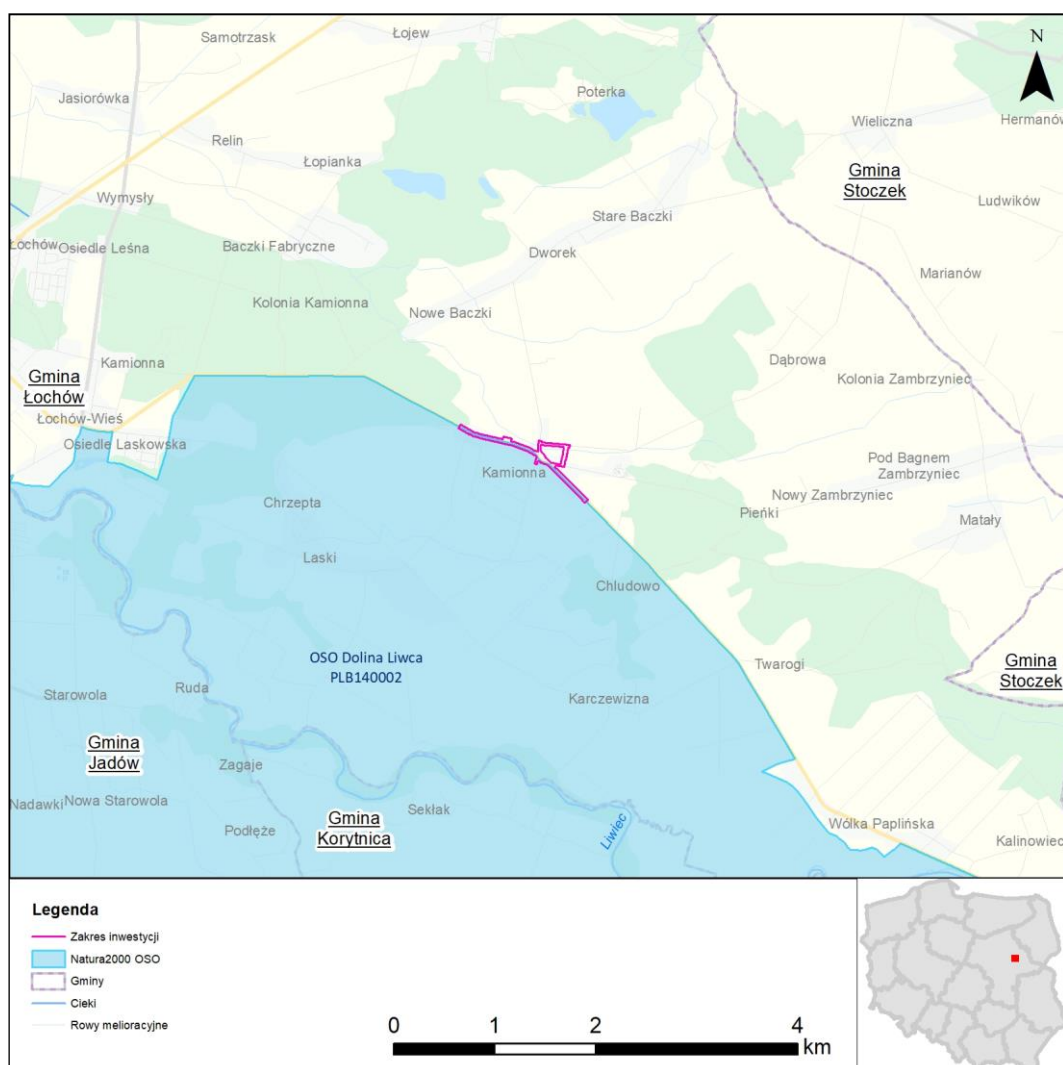 Łojew
Samotrzask
N
Poterka
Jasiorówka
Hermanów
Wieliczna
Relin
Łopianka
Gmina
Stoczek
Wymysły
Ludwików
Stare Baczki
Łochów
Osiedle Leśna
Baczki Fabryczne
Dworek
Marianów
Kolonia Kamionna
Nowe Baczki
Kamionna
Dąbrowa
Gmina
Łochów
Kolonia Zambrzyniec
Łochów-Wieś
Osiedle Laskowska
Pod Bagnem
Zambrzyniec
Kamionna
Nowy Zambrzyniec
Chrzepta
Pieńki
Matały
Laski
Chludowo
OSO Dolina Liwca
PLB140002
Gmina
Stoczek
Twarogi
Starowola
Ruda
Karczewizna
Gmina
Jadów
Zagaje
Nadawki
Nowa Starowola
Sekłak
Gmina
Korytnica
Podłęże
Liwiec
Wólka Paplińska
Kalinowiec
Legenda
Zakres inwestycji
Natura2000 OSO
Gminy
Cieki
Rowy melioracyjne
0 1 2 4
km